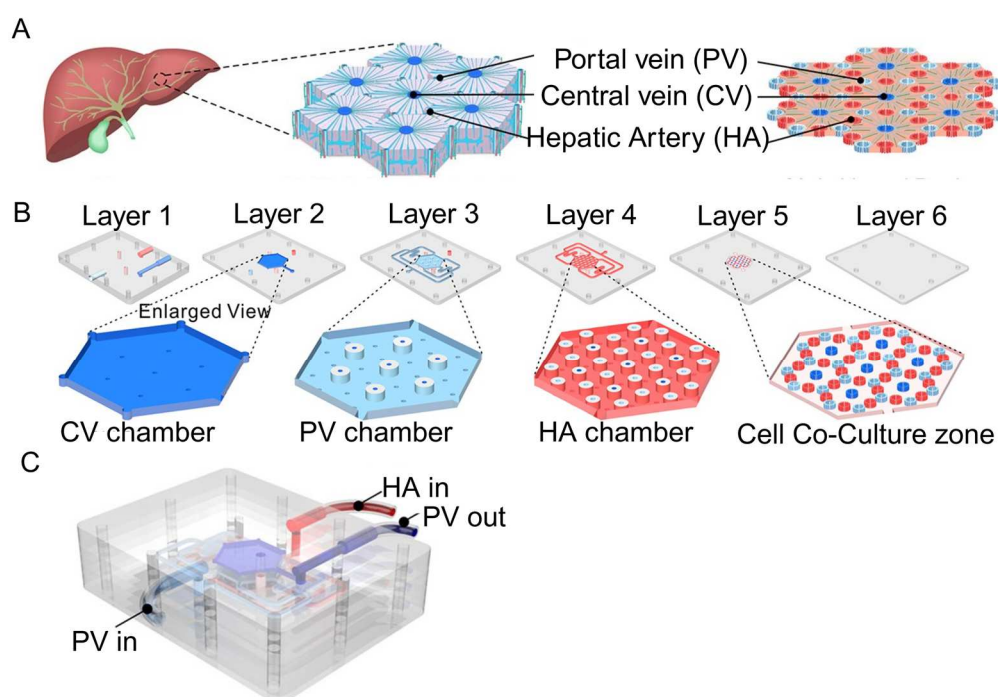 A
Portal vein (PV)
Central vein (CV)
Hepatic Artery (HA)
B
Layer 1
Layer 2
Layer 3
Layer 4
Layer 5
Layer 6
Enlarged View
CV chamber
PV chamber
HA chamber
Cell Co-Culture zone
C
HA in
PV out
PV in